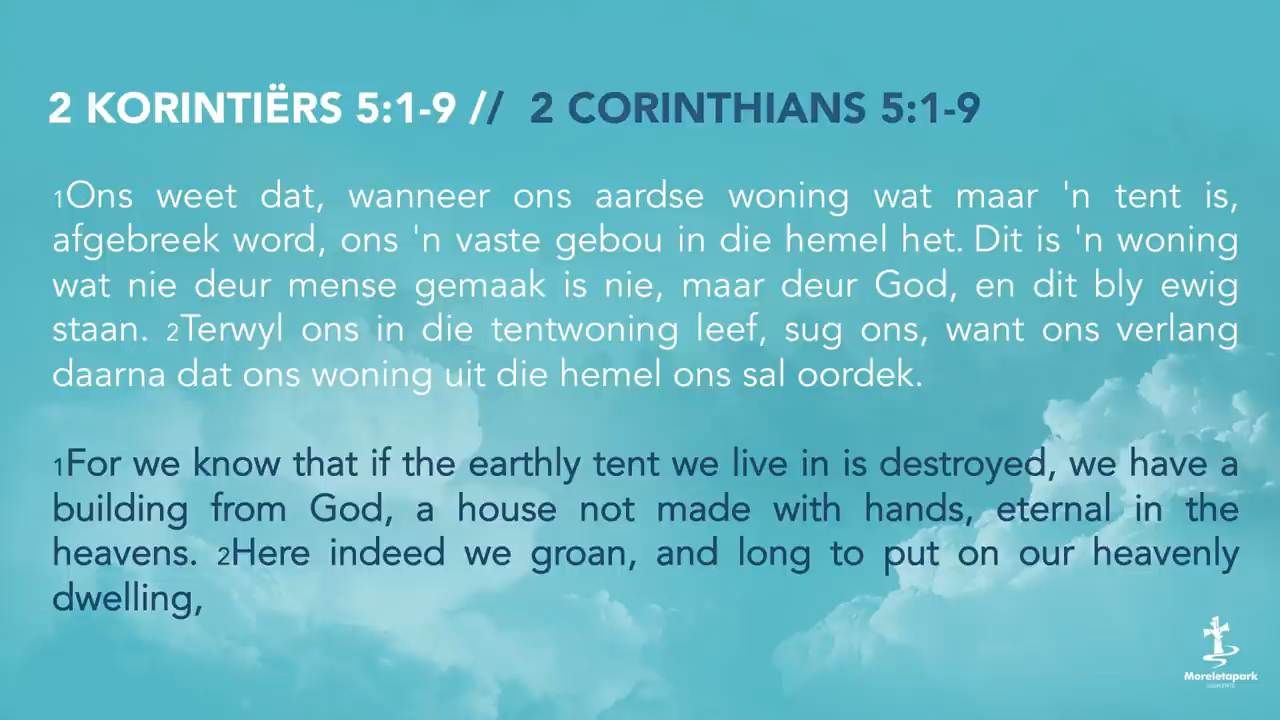 2 KORINTIËRS 5:1-9 // 2 CORINTHIANS 5:1-9
1Ons weet dat, wanneer ons aardse woning wat maar 'n tent is,
afgebreek word, ons 'n vaste gebou in die hemel het. Dit is 'n woning
wat nie deur mense gemaak is nie, maar deur God, en dit bly ewig
staan. 2Terwyl ons in die tentwoning leef, sug ons, want ons verlang
daarna dat ons woning uit die hemel ons sal oordek.
1For we know that if the earthly tent we live in is destroyed, we have a
building from God, a house not made with hands, eternal in the
heavens. 2Here indeed we groan, and long to put on our heavenly
dwelling,
Moreletapark